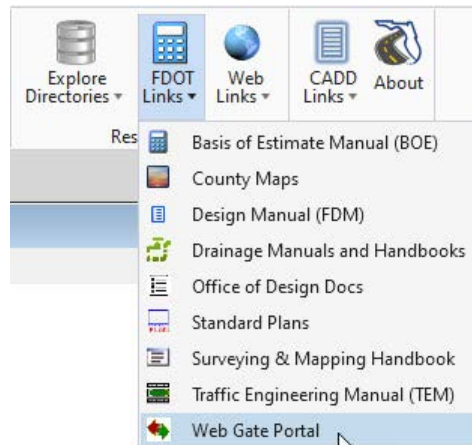 Explore
Directories
FDOT
Links
Web
Links
CADD
Links
About
Res
Basis of Estimate Manual (BOE)
County Maps
Design Manual (FDM)
Drainage Manuals and Handbooks
Office of Design Docs
Standard Plans
Surveying & Mapping Handbook
Traffic Engineering Manual (TEM)
Web Gate Portal